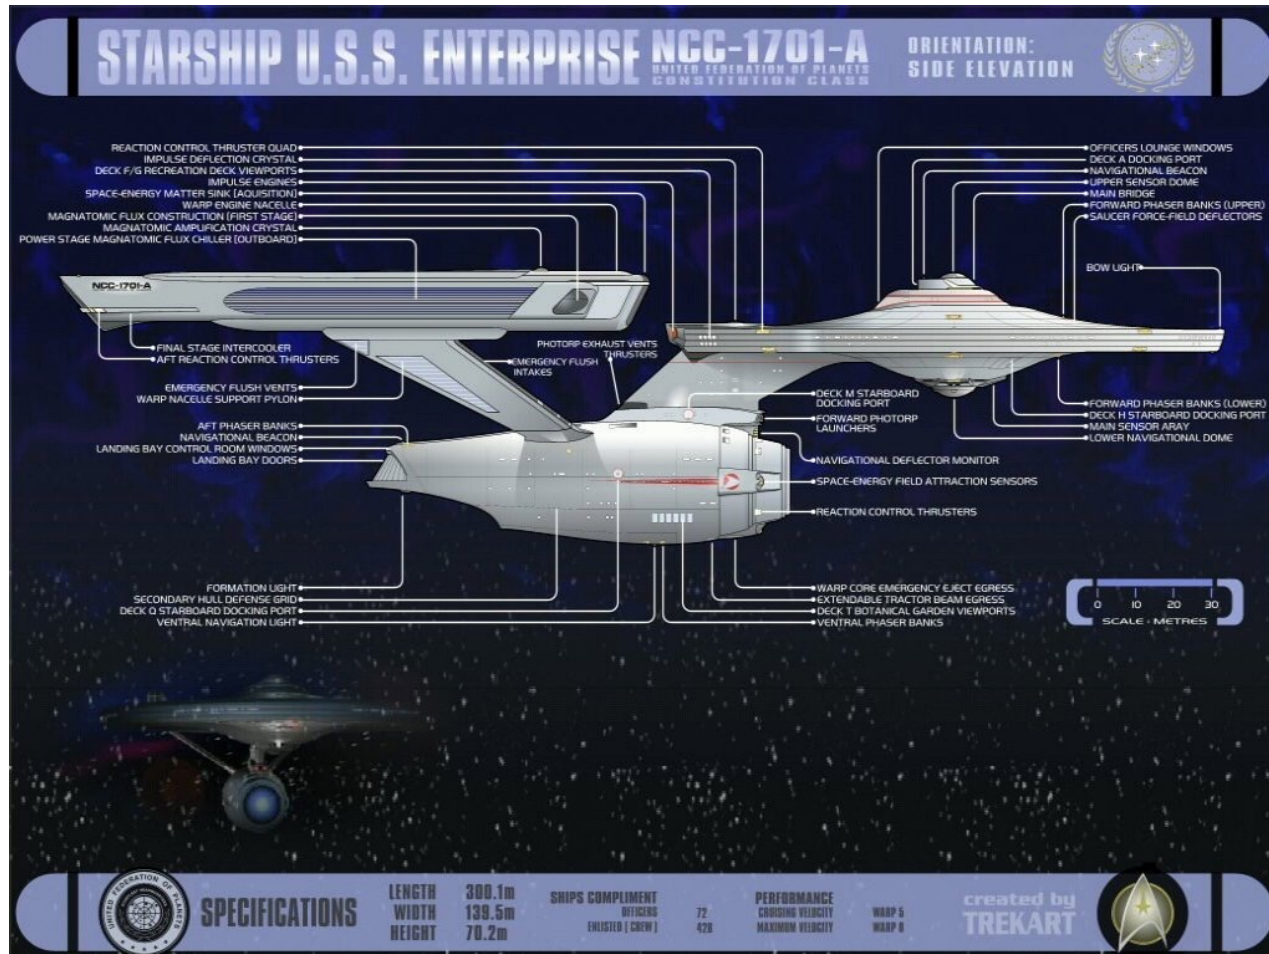 STARSHIP U.S.S. ENTERPRISE NCC-1701-A
UNITED FEDERATION OF PLANETS
CONSTITUTION CLASS
ORIENTATION:
SIDE ELEVATION
REACTION CONTROL THRUSTER QUAD
IMPULSE DEFLECTION CRYSTAL
DECK F/G RECREATION DECK VIEWPORTS
IMPULSE ENGINES
SPACE-ENERGY MATTER SINK [AQUISITION]
WARP ENGINE NACELLE
MAGNATOMIC FLUX CONSTRUCTION [FIRST STAGE]
MAGNATOMIC AMPLIFICATION CRYSTAL
POWER STAGE MAGNATOMIC FLUX CHILLER [OUTBOARD]
OFFICERS LOUNGE WINDOWS
DECK A DOCKING PORT
NAVIGATIONAL BEACON
UPPER SENSOR DOME
MAIN BRIDGE
FORWARD PHASER BANKS (UPPER)
SAUCER FORCE-FIELD DEFLECTORS
BOW LIGHT
NCC-1701-A
FINAL STAGE INTERCOOLER
AFT REACTION CONTROL THRUSTERS
EMERGENCY FLUSH VENTS
WARP NACELLE SUPPORT PYLON
PHOTORP EXHAUST VENTS
THRUSTERS
EMERGENCY FLUSH
INTAKES
AFT PHASER BANKS
NAVIGATIONAL BEACON
LANDING BAY CONTROL ROOM WINDOWS
LANDING BAY DOORS
DECK M STARBOARD
DOCKING PORT
FORWARD PHOTORP
LAUNCHERS
NAVIGATIONAL DEFLECTOR MONITOR
SPACE-ENERGY FIELD ATTRACTION SENSORS
REACTION CONTROL THRUSTERS
FORWARD PHASER BANKS (LOWER)
DECK H STARBOARD DOCKING PORT
MAIN SENSOR ARAY
LOWER NAVIGATIONAL DOME
FORMATION LIGHT
SECONDARY HULL DEFENSE GRID
DECK Q STARBOARD DOCKING PORT
VENTRAL NAVIGATION LIGHT
WARP CORE EMERGENCY EJECT EGRESS
EXTENDABLE TRACTOR BEAM EGRESS
DECK T BOTANICAL GARDEN VIEWPORTS
VENTRAL PHASER BANKS
0 10 20 30
SCALE - METRES
UNITED FEDERATION OF PLANETS
SPECIFICATIONS
LENGTH 300.1m
WIDTH 139.5m
HEIGHT 70.2m
SHIPS COMPLIMENT
OFFICERS 72
ENLISTED [ CREW ] 428
PERFORMANCE
CRUISING VELOCITY WARP 5
MAXIMUM VELOCITY WARP 8
created by
TREKART